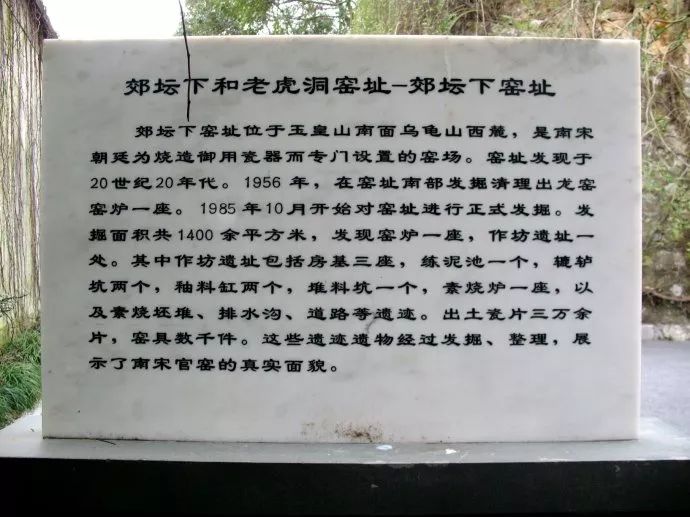 郊坛下和老虎洞窑址-郊坛下窑址
郊坛下窑址位于玉皇山南面乌龟山西麓，是南宋
朝廷为烧造御用瓷器而专门设置的窑场。窑址发现于
20世纪20年代。1956年，在窑址南部发掘清理出龙窑
窑炉一座。1985年10月开始对窑址进行正式发掘。发
掘面积共1400余平方米，发现窑炉一座，作坊遗址一
处。其中作坊遗址包括房基三座，练泥池一个，辘轳
坑两个，秞料缸两个，堆料坑一个，素烧炉一座，以
及素烧坯堆、排水沟、道路等遗迹。出土瓷片三万余
片，窑具数千件。这些遗迹遗物经过发掘、整理，展
示了南宋官窑的真实面貌。